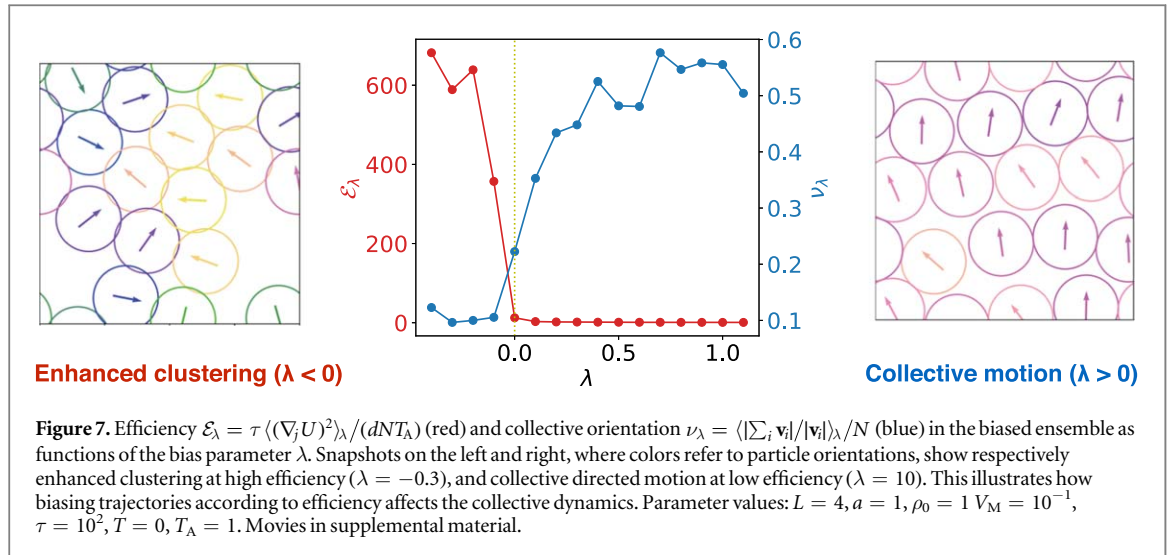 600
400
200
0
ℰλ
0.0
0.5
1.0
λ
0.6
0.5
0.4
0.3
0.2
0.1
νλ
Enhanced clustering (λ < 0)
Collective motion (λ > 0)
Figure 7. Efficiency ℰλ = τ ⟨(∇jU)²⟩λ/(dNTA) (red) and collective orientation νλ = ⟨|∑i vi|/|vi|⟩λ/N (blue) in the biased ensemble as
functions of the bias parameter λ. Snapshots on the left and right, where colors refer to particle orientations, show respectively
enhanced clustering at high efficiency (λ = −0.3), and collective directed motion at low efficiency (λ = 10). This illustrates how
biasing trajectories according to efficiency affects the collective dynamics. Parameter values: L = 4, a = 1, ρ0 = 1 VM = 10⁻¹,
τ = 10², T = 0, TA = 1. Movies in supplemental material.